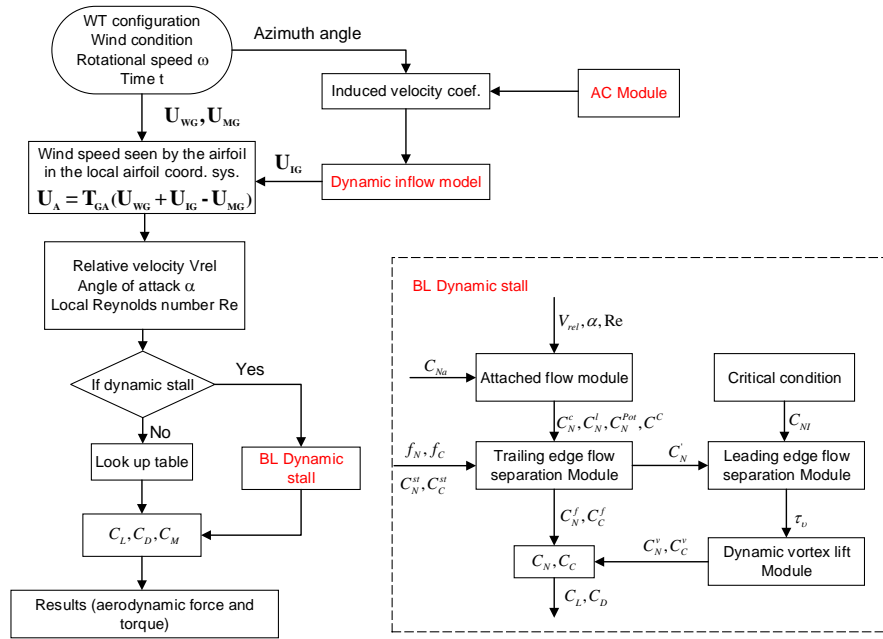 WT configuration
Wind condition
Rotational speed ω
Time t
Azimuth angle
Induced velocity coef.
AC Module
U_WG, U_MG
Wind speed seen by the airfoil
in the local airfoil coord. sys.
U_A = T_GA(U_WG + U_IG - U_MG)
U_IG
Dynamic inflow model
Relative velocity Vrel
Angle of attack α
Local Reynolds number Re
If dynamic stall
Yes
No
Look up table
BL Dynamic
stall
C_L, C_D, C_M
Results (aerodynamic force and
torque)
BL Dynamic stall
V_rel, α, Re
C_Na
Attached flow module
Critical condition
C_N^c, C_N^I, C_N^Pot, C^C
C_NI
f_N, f_C
C_N^st, C_C^st
Trailing edge flow
separation Module
C_N^'
Leading edge flow
separation Module
C_N^f, C_C^f
τ_υ
C_N, C_C
C_N^v, C_C^v
Dynamic vortex lift
Module
C_L, C_D